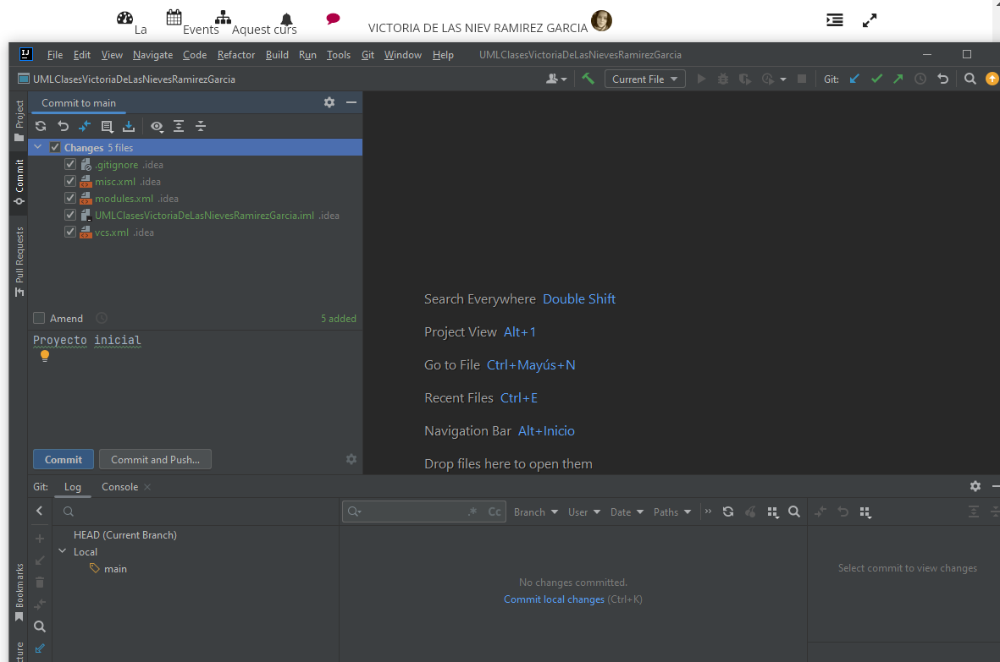 La
Events
Aquest curs
VICTORIA DE LAS NIEV RAMIREZ GARCIA
IJ File Edit View Navigate Code Refactor Build Run Tools Git Window Help UMLClasesVictoriaDeLasNievesRamirezGarcia
UMLClasesVictoriaDeLasNievesRamirezGarcia Current File Git:
Project
Commit
Pull Requests
Bookmarks
Commit to main
Changes 5 files
.gitignore .idea
misc.xml .idea
modules.xml .idea
UMLClasesVictoriaDeLasNievesRamirezGarcia.iml .idea
vcs.xml .idea
Amend 5 added
Proyecto inicial
Commit Commit and Push...
Search Everywhere Double Shift
Project View Alt+1
Go to File Ctrl+Mayús+N
Recent Files Ctrl+E
Navigation Bar Alt+Inicio
Drop files here to open them
Git: Log Console
.* Cc Branch User Date Paths
HEAD (Current Branch)
Local
main
No changes committed.
Commit local changes (Ctrl+K)
Select commit to view changes